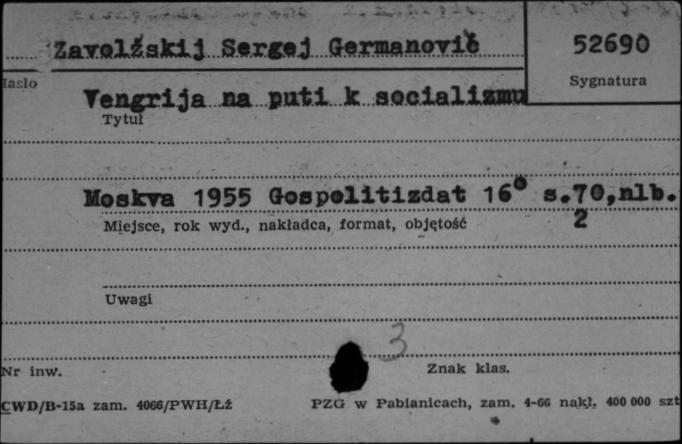 Zavolžskij Sergej Germanovič
52690
Hasło
Sygnatura
Vengrija na puti k socializmu
Tytuł
Moskva 1955 Gospolitizdat 16° s.70,nlb.
2
Miejsce, rok wyd., nakładca, format, objętość
Uwagi
3
Nr inw.
Znak klas.
CWD/B-15a zam. 4066/PWH/Łź
PZG w Pabianicach, zam. 4-66 nakł. 400 000 szt